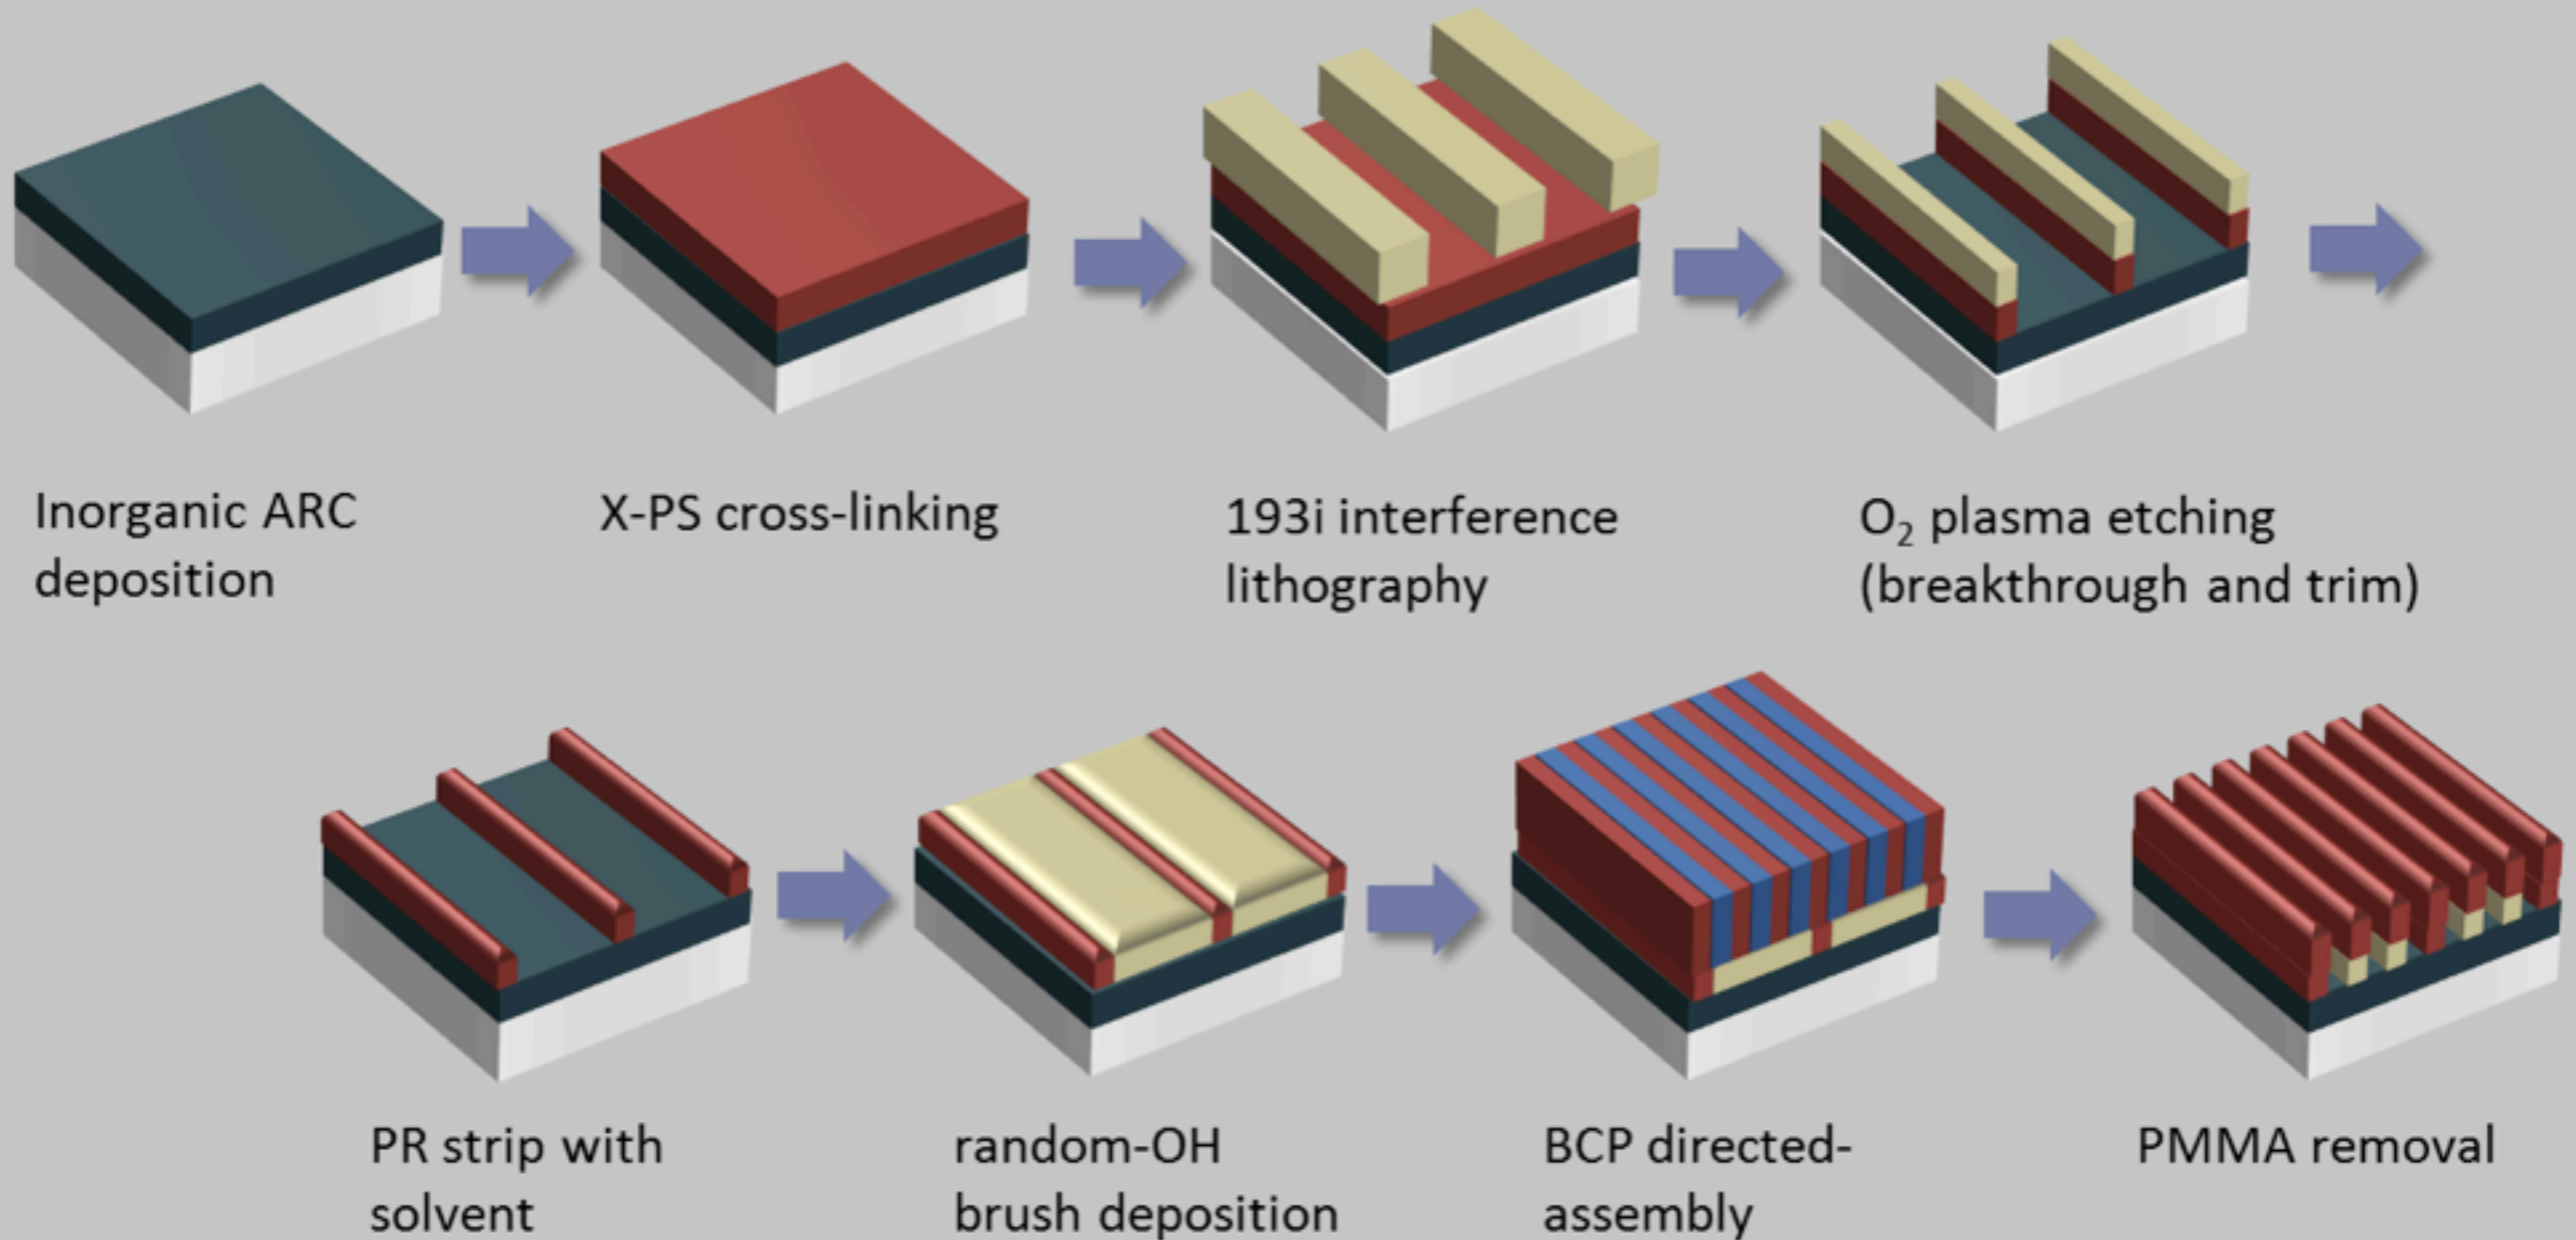 Inorganic ARC
deposition
X-PS cross-linking
193i interference
lithography
O₂ plasma etching
(breakthrough and trim)
PR strip with
solvent
random-OH
brush deposition
BCP directed-
assembly
PMMA removal